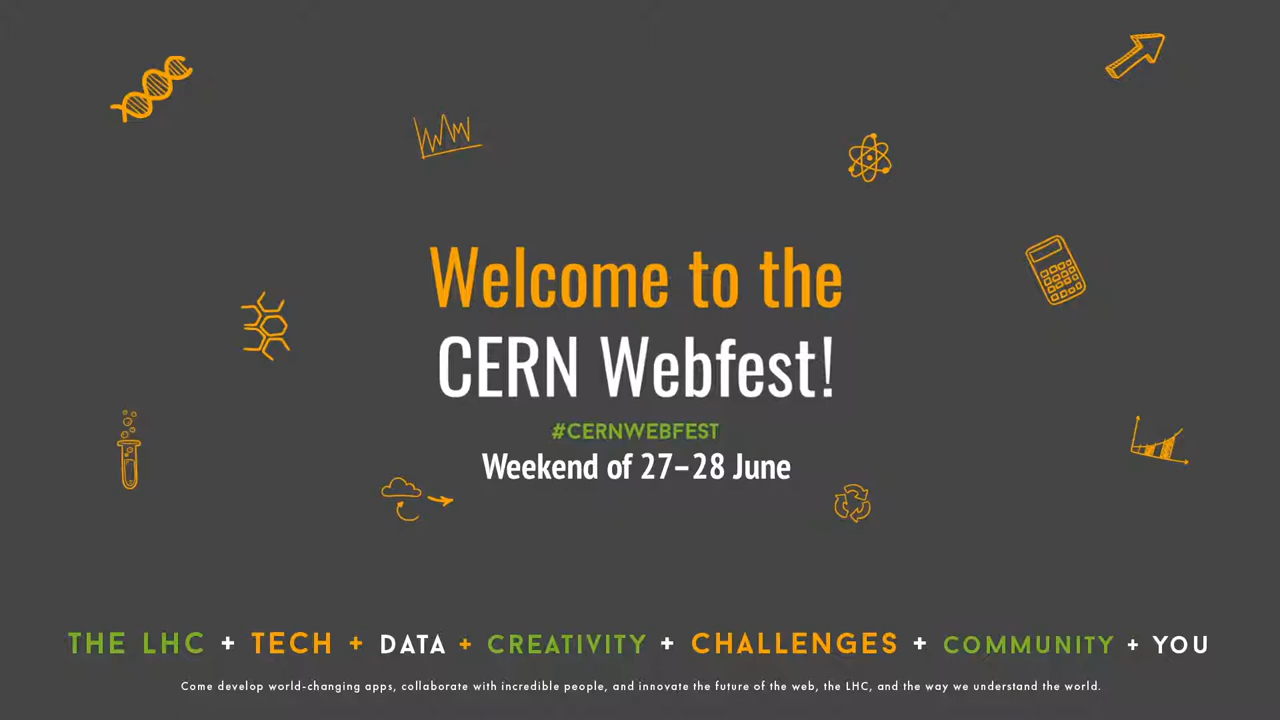 Welcome to the
CERN Webfest!
#CERNWEBFEST
Weekend of 27–28 June
THE LHC + TECH + DATA + CREATIVITY + CHALLENGES + COMMUNITY + YOU
Come develop world-changing apps, collaborate with incredible people, and innovate the future of the web, the LHC, and the way we understand the world.